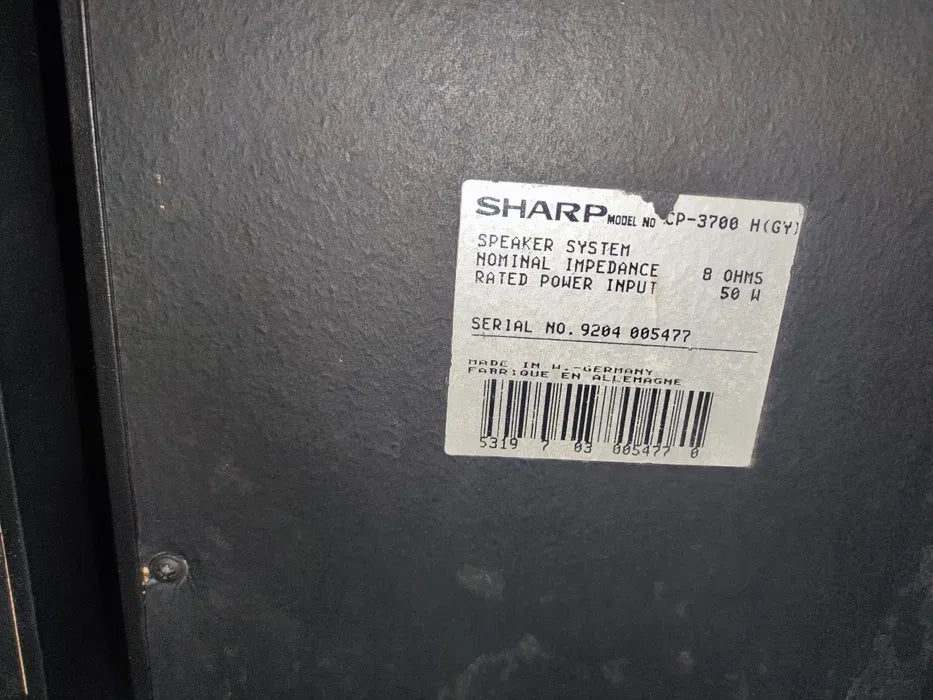 SHARP MODEL NO. CP-3700 H(GY)
SPEAKER SYSTEM
NOMINAL IMPEDANCE 8 OHMS
RATED POWER INPUT 50 W
SERIAL NO. 9204 005477
MADE IN W.-GERMANY
FABRIQUE EN ALLEMAGNE
5319 7 03 005477 0